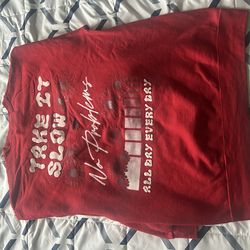 TAKE IT
SLOW
No Problems
ALL DAY EVERY DAY